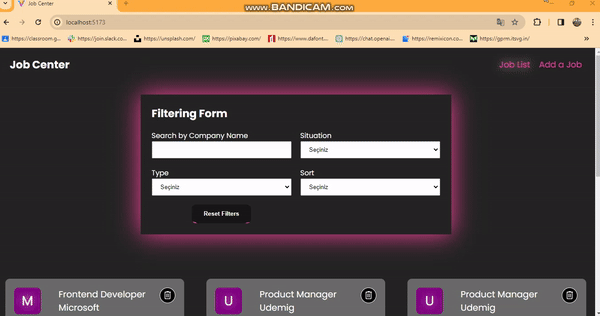 Job Center
www.BANDICAM.com
localhost:5173
https://classroom.g...
https://join.slack.co...
https://unsplash.com/
https://pixabay.com/
https://www.dafont...
https://chat.openai...
https://remixicon.co...
https://gprm.itsvg.in/
Job Center
Job List
Add a Job
Filtering Form
Search by Company Name
Situation
Seçiniz
Type
Sort
Seçiniz
Seçiniz
Reset Filters
M
Frontend Developer
Microsoft
U
Product Manager
Udemig
U
Product Manager
Udemig